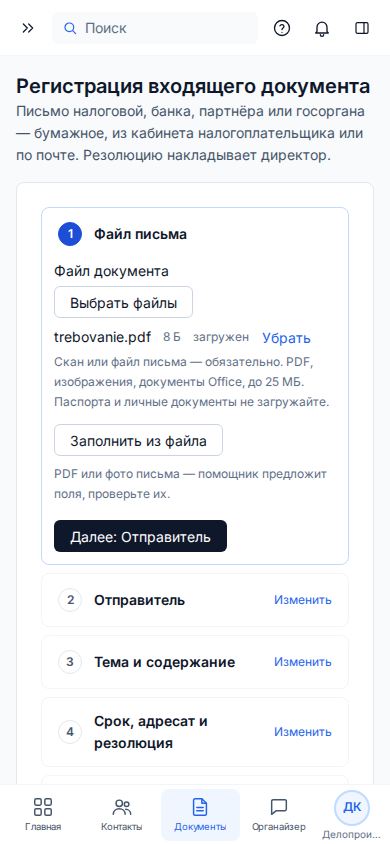 Поиск
Регистрация входящего документа
Письмо налоговой, банка, партнёра или госоргана
— бумажное, из кабинета налогоплательщика или
по почте. Резолюцию накладывает директор.
1 Файл письма
Файл документа
Выбрать файлы
trebovanie.pdf 8 Б загружен Убрать
Скан или файл письма — обязательно. PDF,
изображения, документы Office, до 25 МБ.
Паспорта и личные документы не загружайте.
Заполнить из файла
PDF или фото письма — помощник предложит
поля, проверьте их.
Далее: Отправитель
2 Отправитель Изменить
3 Тема и содержание Изменить
4 Срок, адресат и
резолюция Изменить
ДК
Главная Контакты Документы Органайзер Делопрои...